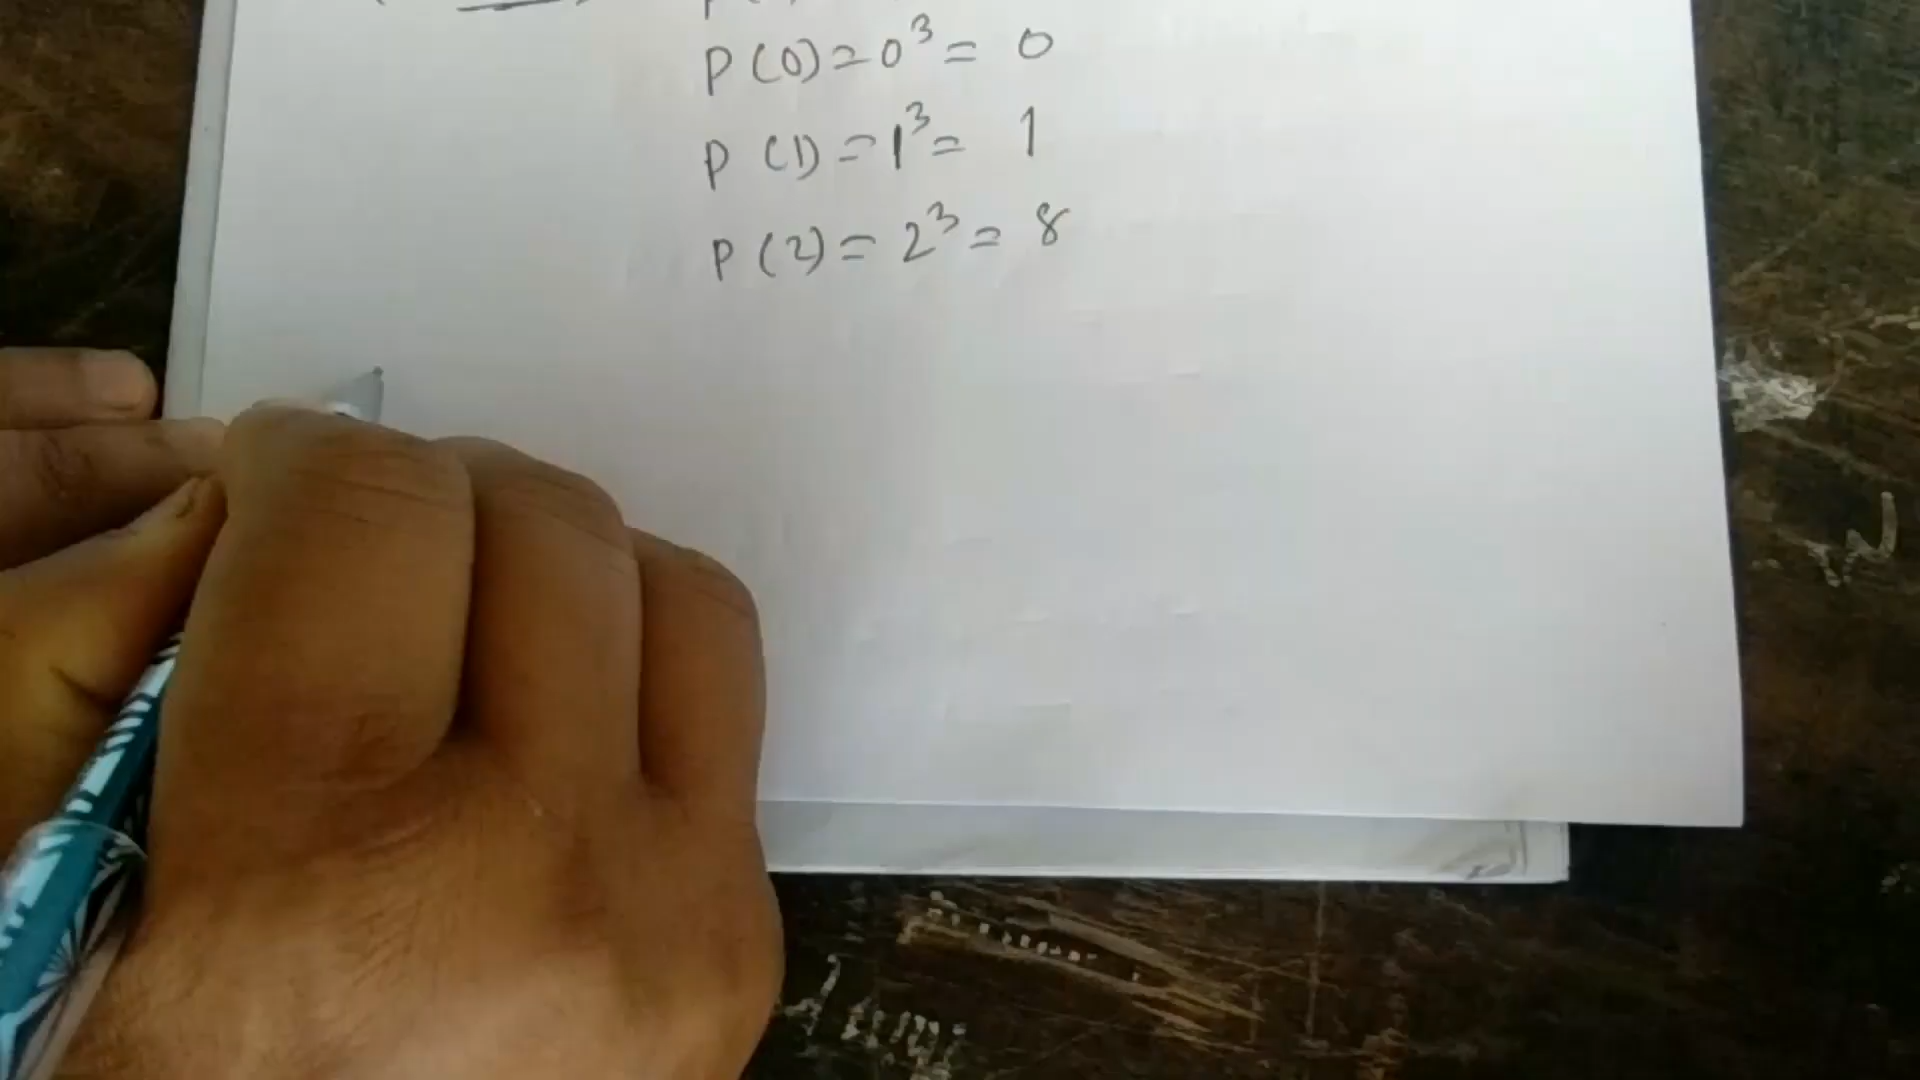 P(0)=0³= 0
P (1)=1³= 1
P (2)= 2³= 8